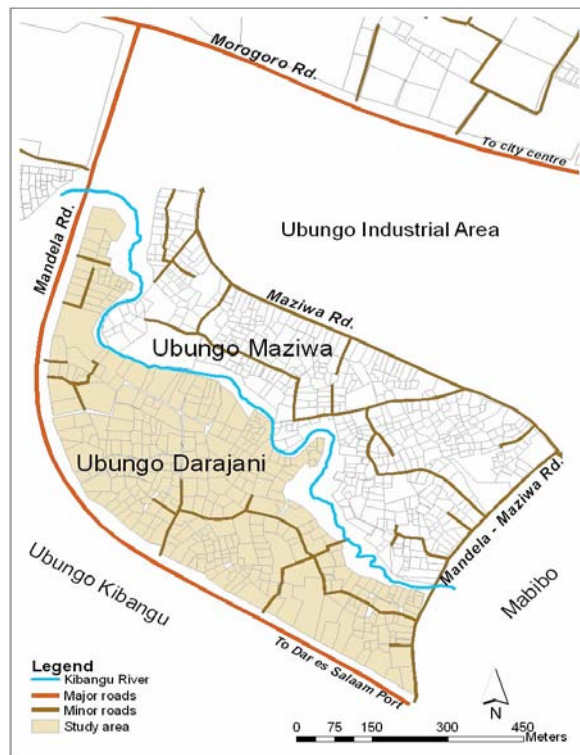 Morogoro Rd.
To city centre
Mandela Rd.
Ubungo Industrial Area
Maziwa Rd.
Ubungo Maziwa
Ubungo Darajani
Mandela - Maziwa Rd.
Ubungo Kibangu
Mabibo
To Dar es Salaam Port
Legend
Kibangu River
Major roads
Minor roads
Study area
N
0 75 150 300 450
Meters